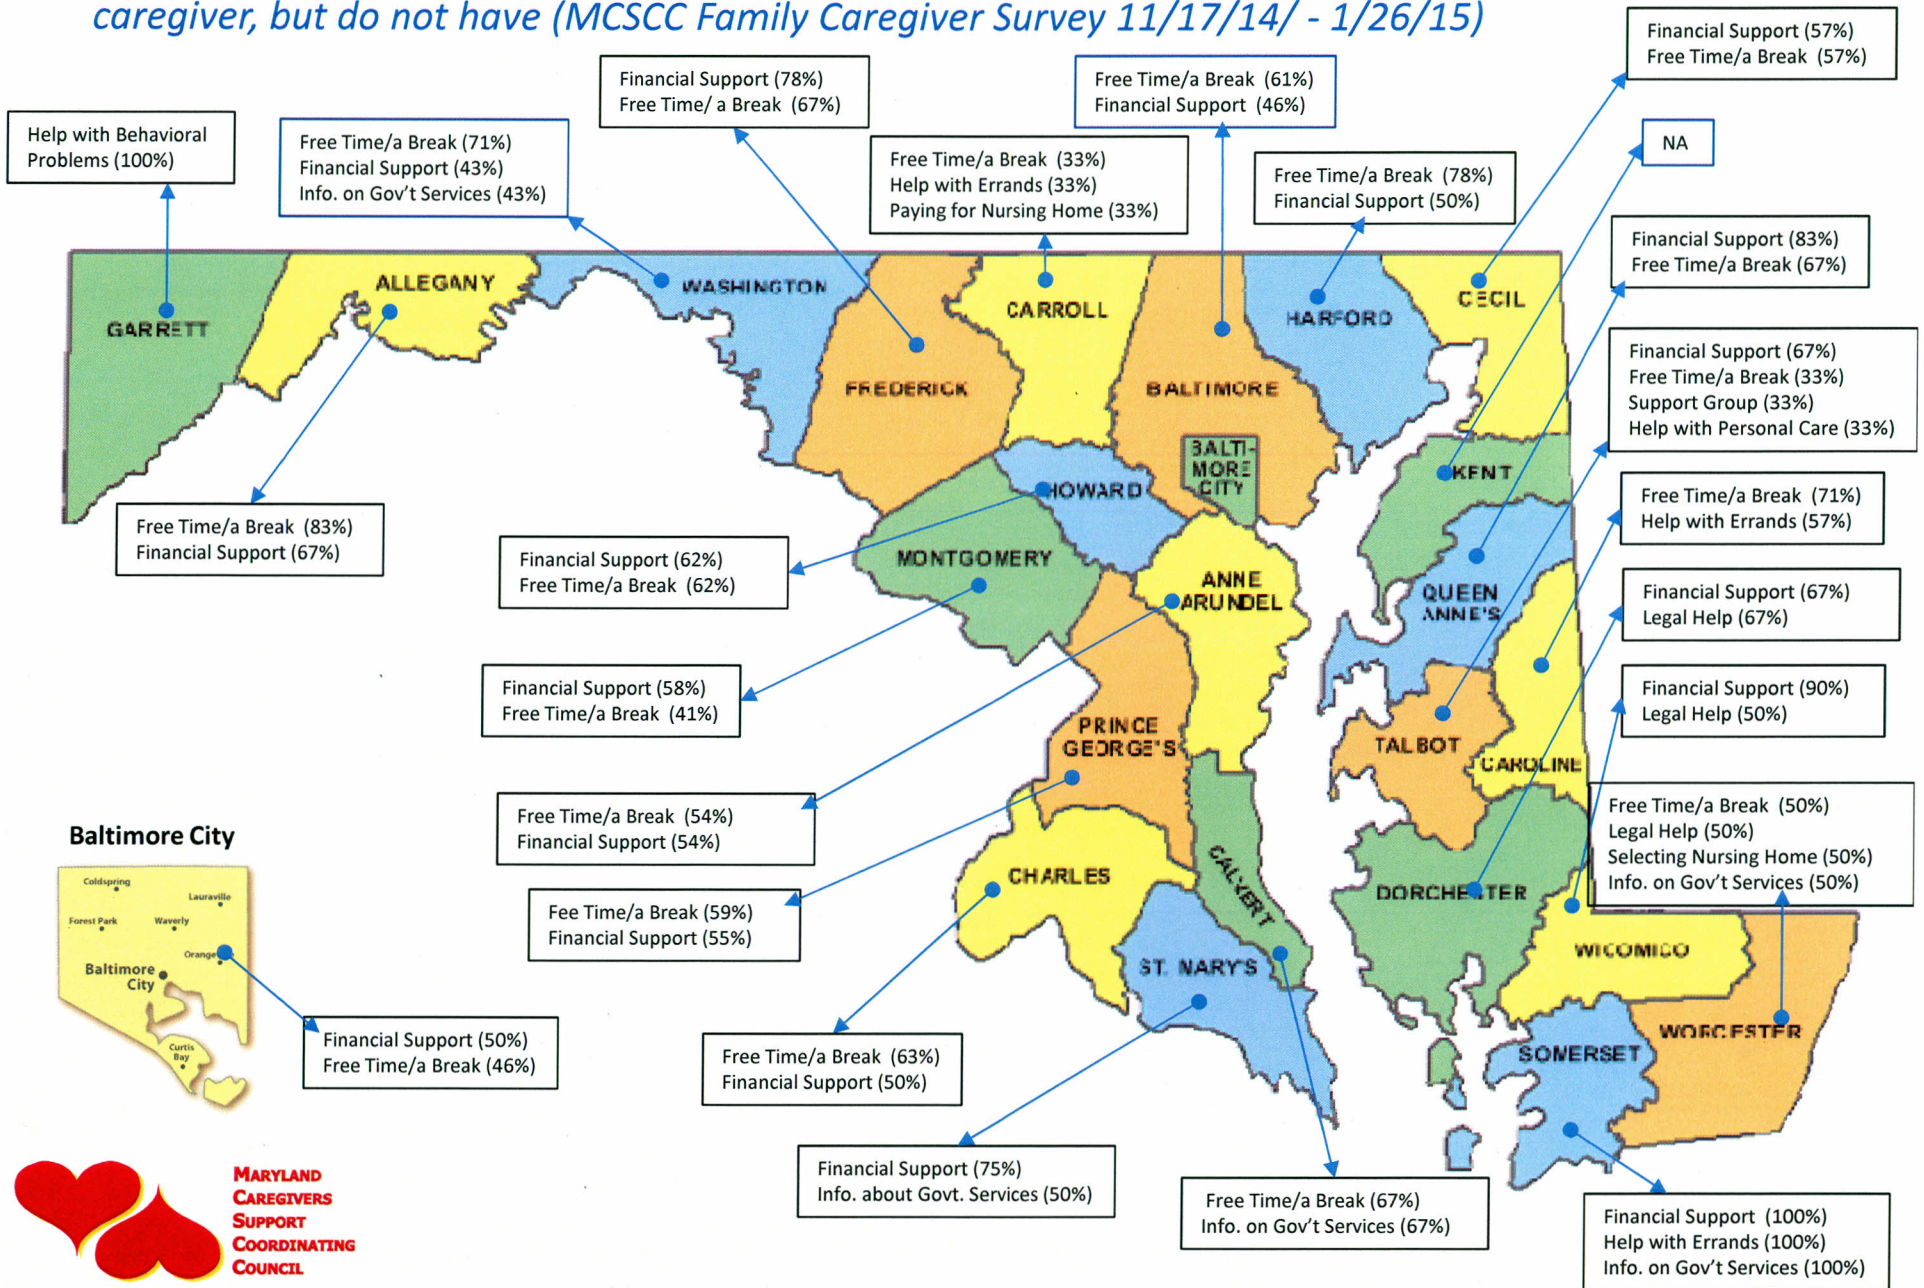 caregiver, but do not have (MCSCC Family Caregiver Survey 11/17/14/ - 1/26/15)
Financial Support (57%)
Free Time/a Break (57%)
Financial Support (78%)
Free Time/ a Break (67%)
Free Time/a Break (61%)
Financial Support (46%)
Help with Behavioral
Problems (100%)
Free Time/a Break (71%)
Financial Support (43%)
Info. on Gov't Services (43%)
Free Time/a Break (33%)
Help with Errands (33%)
Paying for Nursing Home (33%)
Free Time/a Break (78%)
Financial Support (50%)
NA
Financial Support (83%)
Free Time/a Break (67%)
GARRETT
ALLEGANY
WASHINGTON
FREDERICK
CARROLL
BALTIMORE
HARFORD
CECIL
Financial Support (67%)
Free Time/a Break (33%)
Support Group (33%)
Help with Personal Care (33%)
BALTI-
MORE
CITY
HOWARD
KENT
Free Time/a Break (71%)
Help with Errands (57%)
Free Time/a Break (83%)
Financial Support (67%)
Financial Support (62%)
Free Time/a Break (62%)
MONTGOMERY
ANNE
ARUNDEL
QUEEN
ANNE'S
Financial Support (67%)
Legal Help (67%)
Financial Support (58%)
Free Time/a Break (41%)
Financial Support (90%)
Legal Help (50%)
PRINCE
GEORGE'S
TALBOT
CAROLINE
Free Time/a Break (54%)
Financial Support (54%)
Free Time/a Break (50%)
Legal Help (50%)
Selecting Nursing Home (50%)
Info. on Gov't Services (50%)
Fee Time/a Break (59%)
Financial Support (55%)
CHARLES
CALVERT
DORCHESTER
ST. MARY'S
WICOMICO
WORCESTER
SOMERSET
Baltimore City
Coldspring
Lauraville
Forest Park
Waverly
Orange
Baltimore
City
Curtis
Bay
Financial Support (50%)
Free Time/a Break (46%)
Free Time/a Break (63%)
Financial Support (50%)
Financial Support (75%)
Info. about Govt. Services (50%)
Free Time/a Break (67%)
Info. on Gov't Services (67%)
Financial Support (100%)
Help with Errands (100%)
Info. on Gov't Services (100%)
MARYLAND
CAREGIVERS
SUPPORT
COORDINATING
COUNCIL